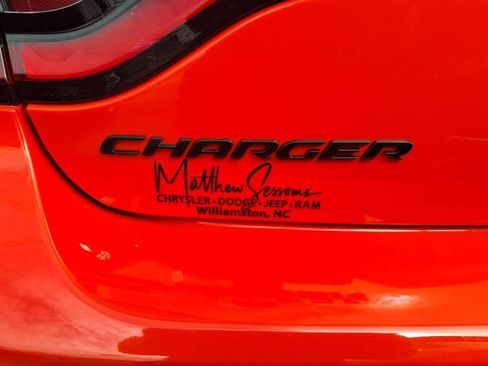 CHARGER
Matthew Sessoms
CHRYSLER • DODGE • JEEP • RAM
Williamston, NC